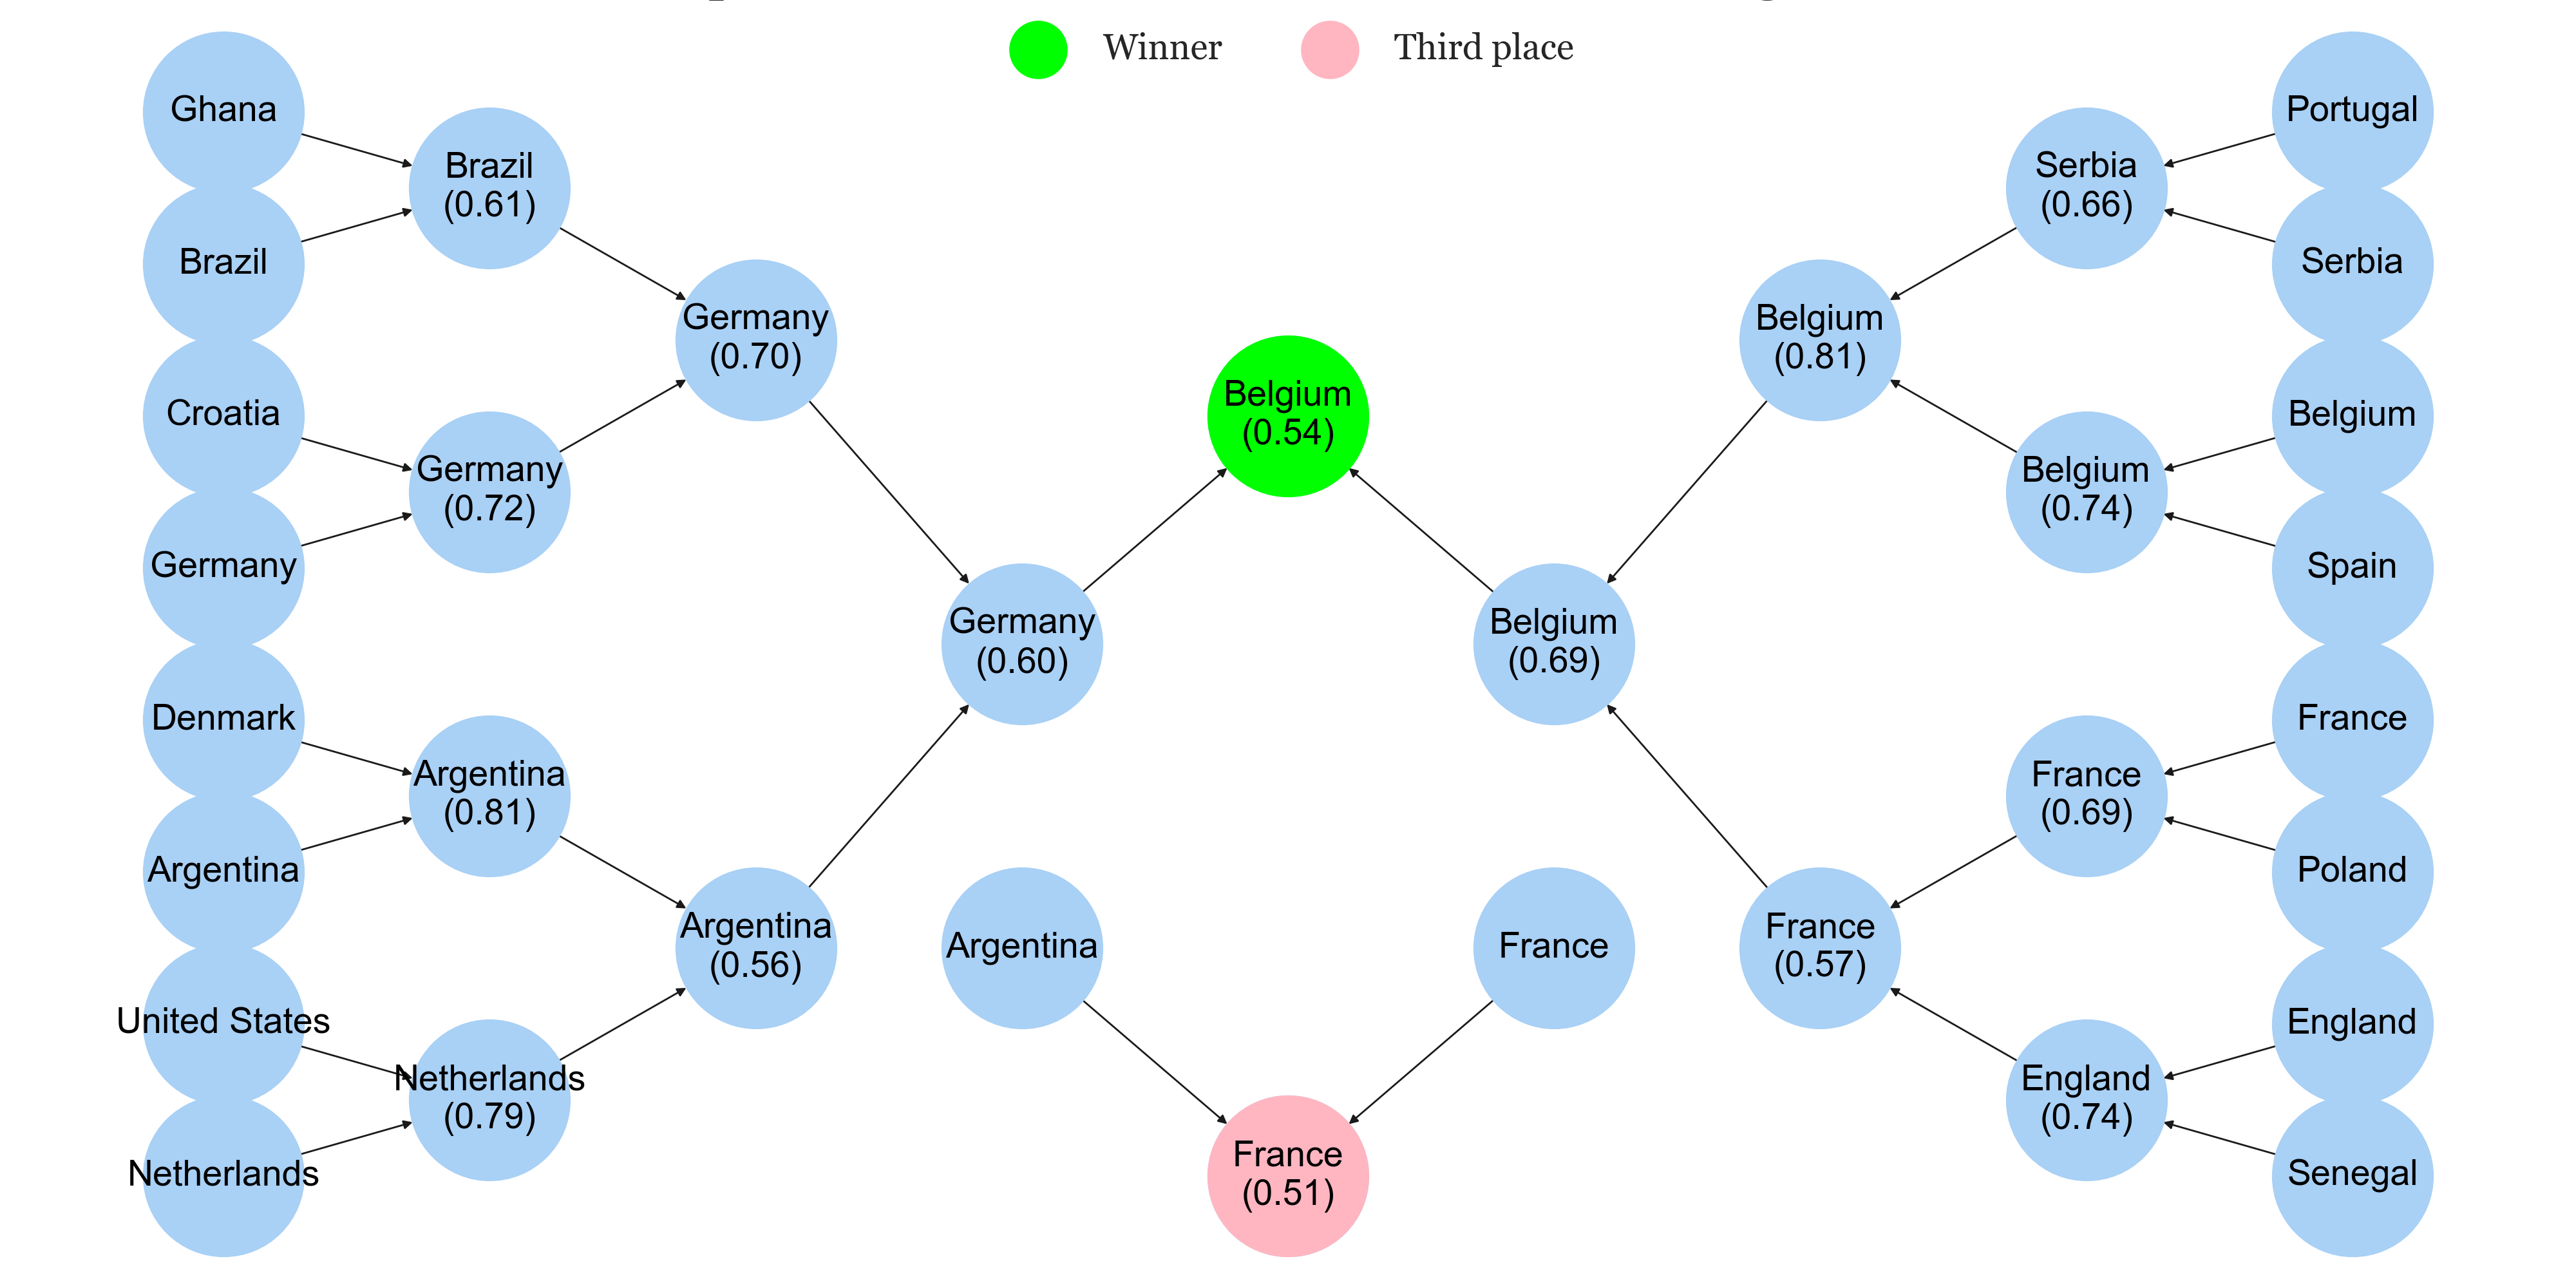 Winner
Third place
Ghana
Brazil
Croatia
Germany
Denmark
Argentina
United States
Netherlands
Brazil
(0.61)
Germany
(0.72)
Argentina
(0.81)
Netherlands
(0.79)
Germany
(0.70)
Argentina
(0.56)
Germany
(0.60)
Argentina
Belgium
(0.54)
France
(0.51)
Belgium
(0.69)
France
Belgium
(0.81)
France
(0.57)
Serbia
(0.66)
Belgium
(0.74)
France
(0.69)
England
(0.74)
Portugal
Serbia
Belgium
Spain
France
Poland
England
Senegal